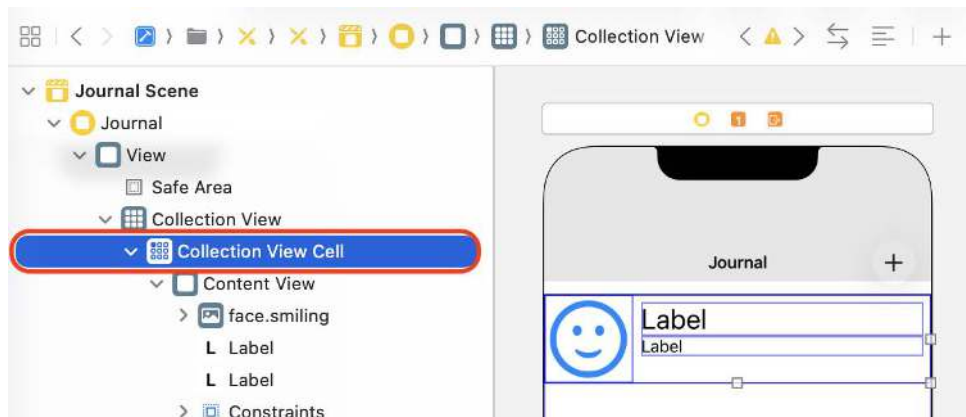 Collection View
Journal Scene
Journal
View
Safe Area
Collection View
Collection View Cell
Content View
face.smiling
L Label
L Label
Constraints
1
Journal
Label
Label